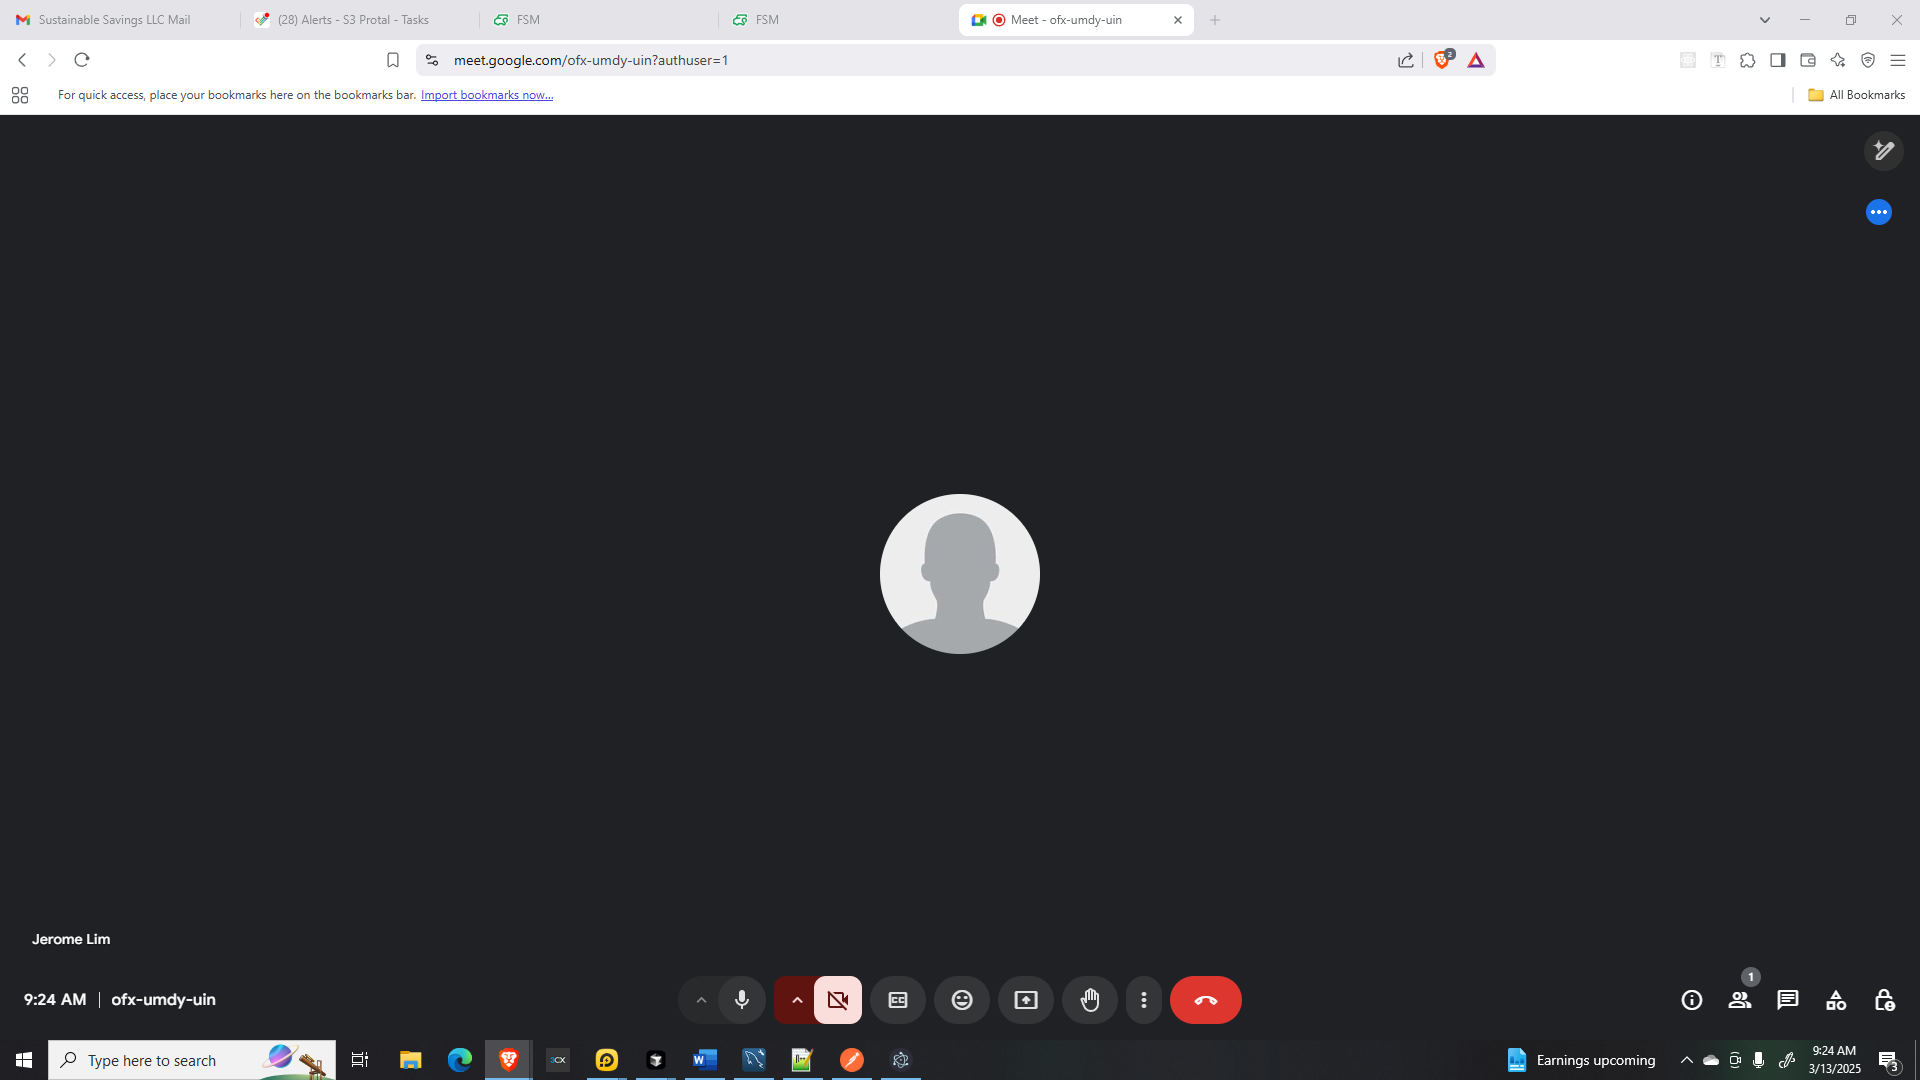 Sustainable Savings LLC Mail
(28) Alerts - S3 Protal - Tasks
FSM
FSM
Meet - ofx-umdy-uin
meet.google.com/ofx-umdy-uin?authuser=1
2
For quick access, place your bookmarks here on the bookmarks bar. Import bookmarks now...
All Bookmarks
Jerome Lim
9:24 AM | ofx-umdy-uin
CC
1
Type here to search
3CX
W
Earnings upcoming
9:24 AM
3/13/2025
3